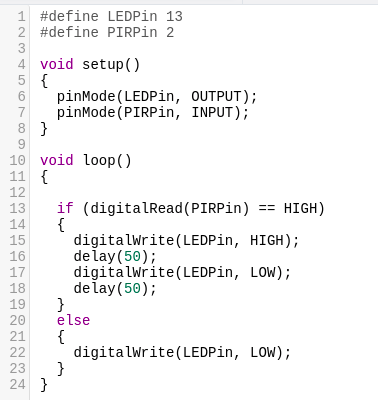 1 #define LEDPin 13
2 #define PIRPin 2
3
4 void setup()
5 {
6   pinMode(LEDPin, OUTPUT);
7   pinMode(PIRPin, INPUT);
8 }
9
10 void loop()
11 {
12
13   if (digitalRead(PIRPin) == HIGH)
14   {
15     digitalWrite(LEDPin, HIGH);
16     delay(50);
17     digitalWrite(LEDPin, LOW);
18     delay(50);
19   }
20   else
21   {
22     digitalWrite(LEDPin, LOW);
23   }
24 }